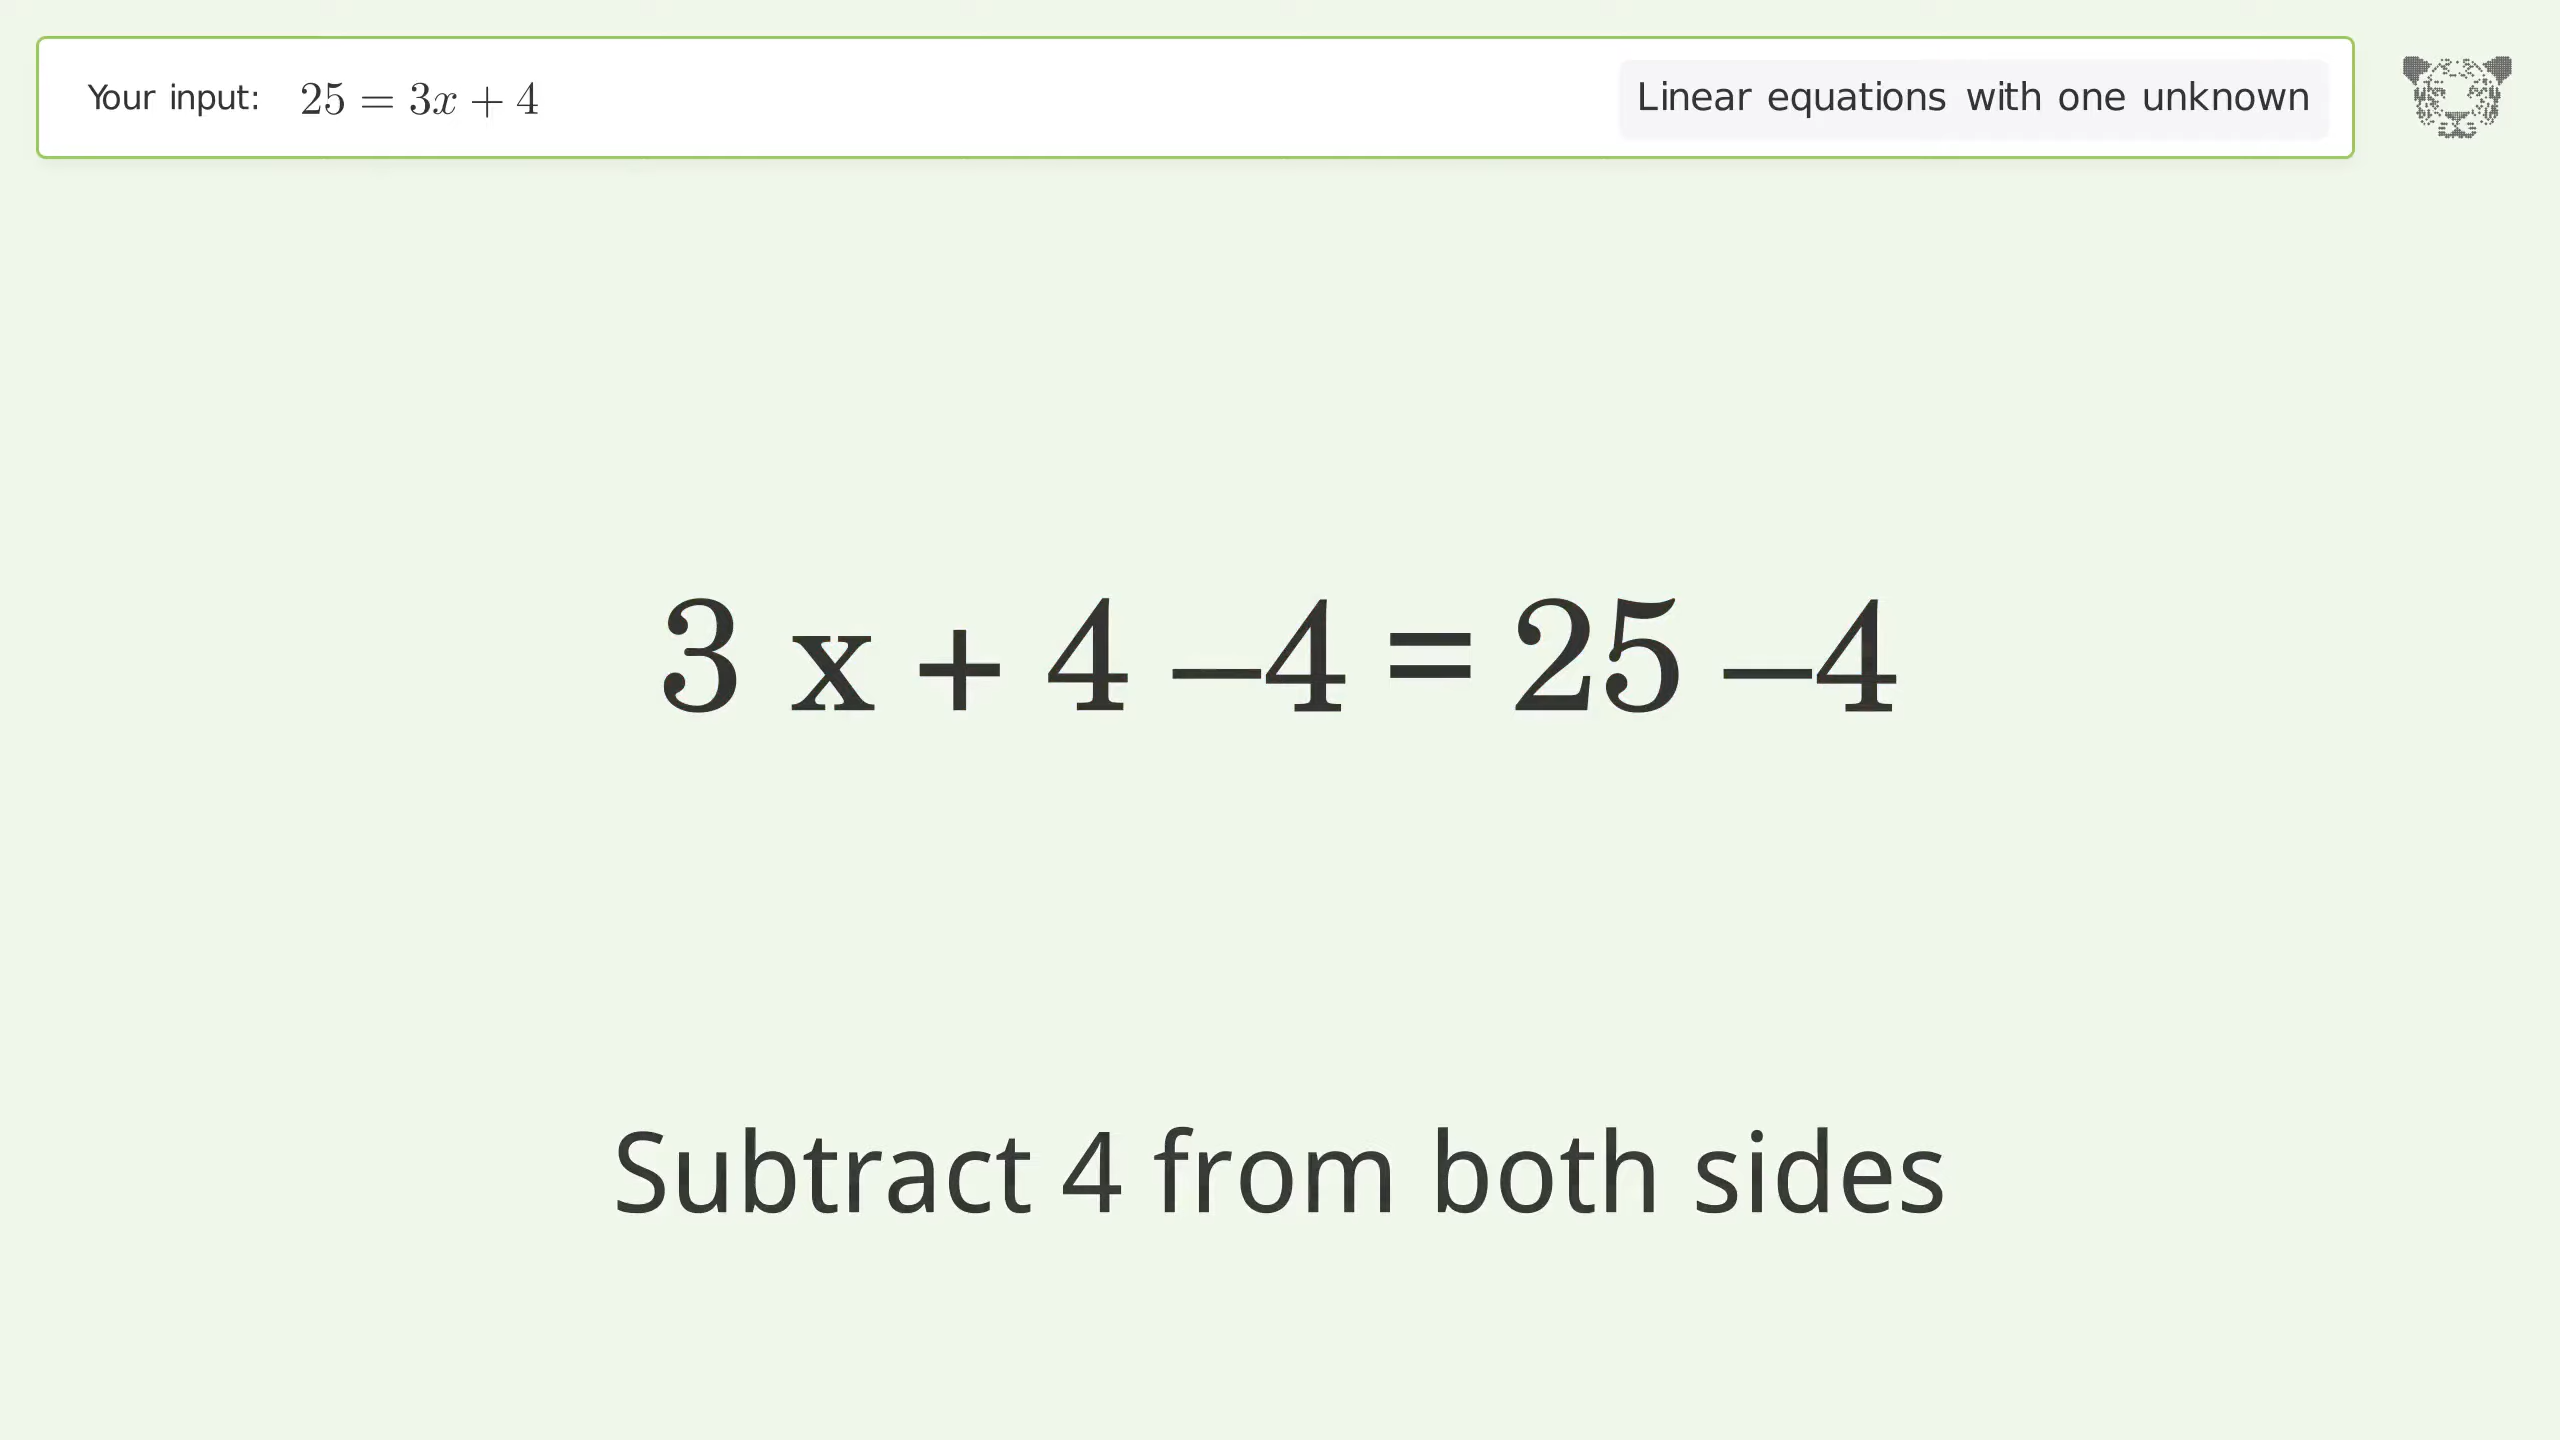 Your input: 25 = 3x + 4 Linear equations with one unknown
3 x + 4 –4 = 25 –4
Subtract 4 from both sides